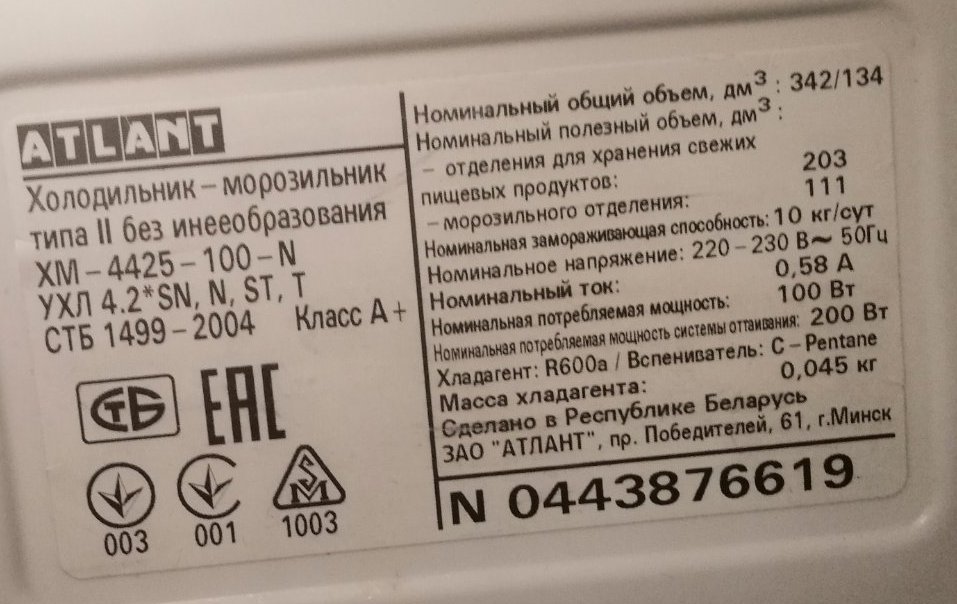 ATLANT
Холодильник – морозильник
типа II без инееобразования
ХМ – 4425 – 100 – N
УХЛ 4.2* SN, N, ST, T
СТБ 1499 – 2004 Класс А+
СТБ ЕАС
003 001 1003
SM
Номинальный общий объем, дм³ : 342/134
Номинальный полезный объем, дм³ :
– отделения для хранения свежих
пищевых продуктов: 203
– морозильного отделения: 111
Номинальная замораживающая способность: 10 кг/сут
Номинальное напряжение: 220 – 230 В~ 50Гц
Номинальный ток: 0,58 А
Номинальная потребляемая мощность: 100 Вт
Номинальная потребляемая мощность системы оттаивания: 200 Вт
Хладагент: R600a / Вспениватель: C – Pentane
Масса хладагента: 0,045 кг
Сделано в Республике Беларусь
ЗАО "АТЛАНТ", пр. Победителей, 61, г.Минск
N 0443876619